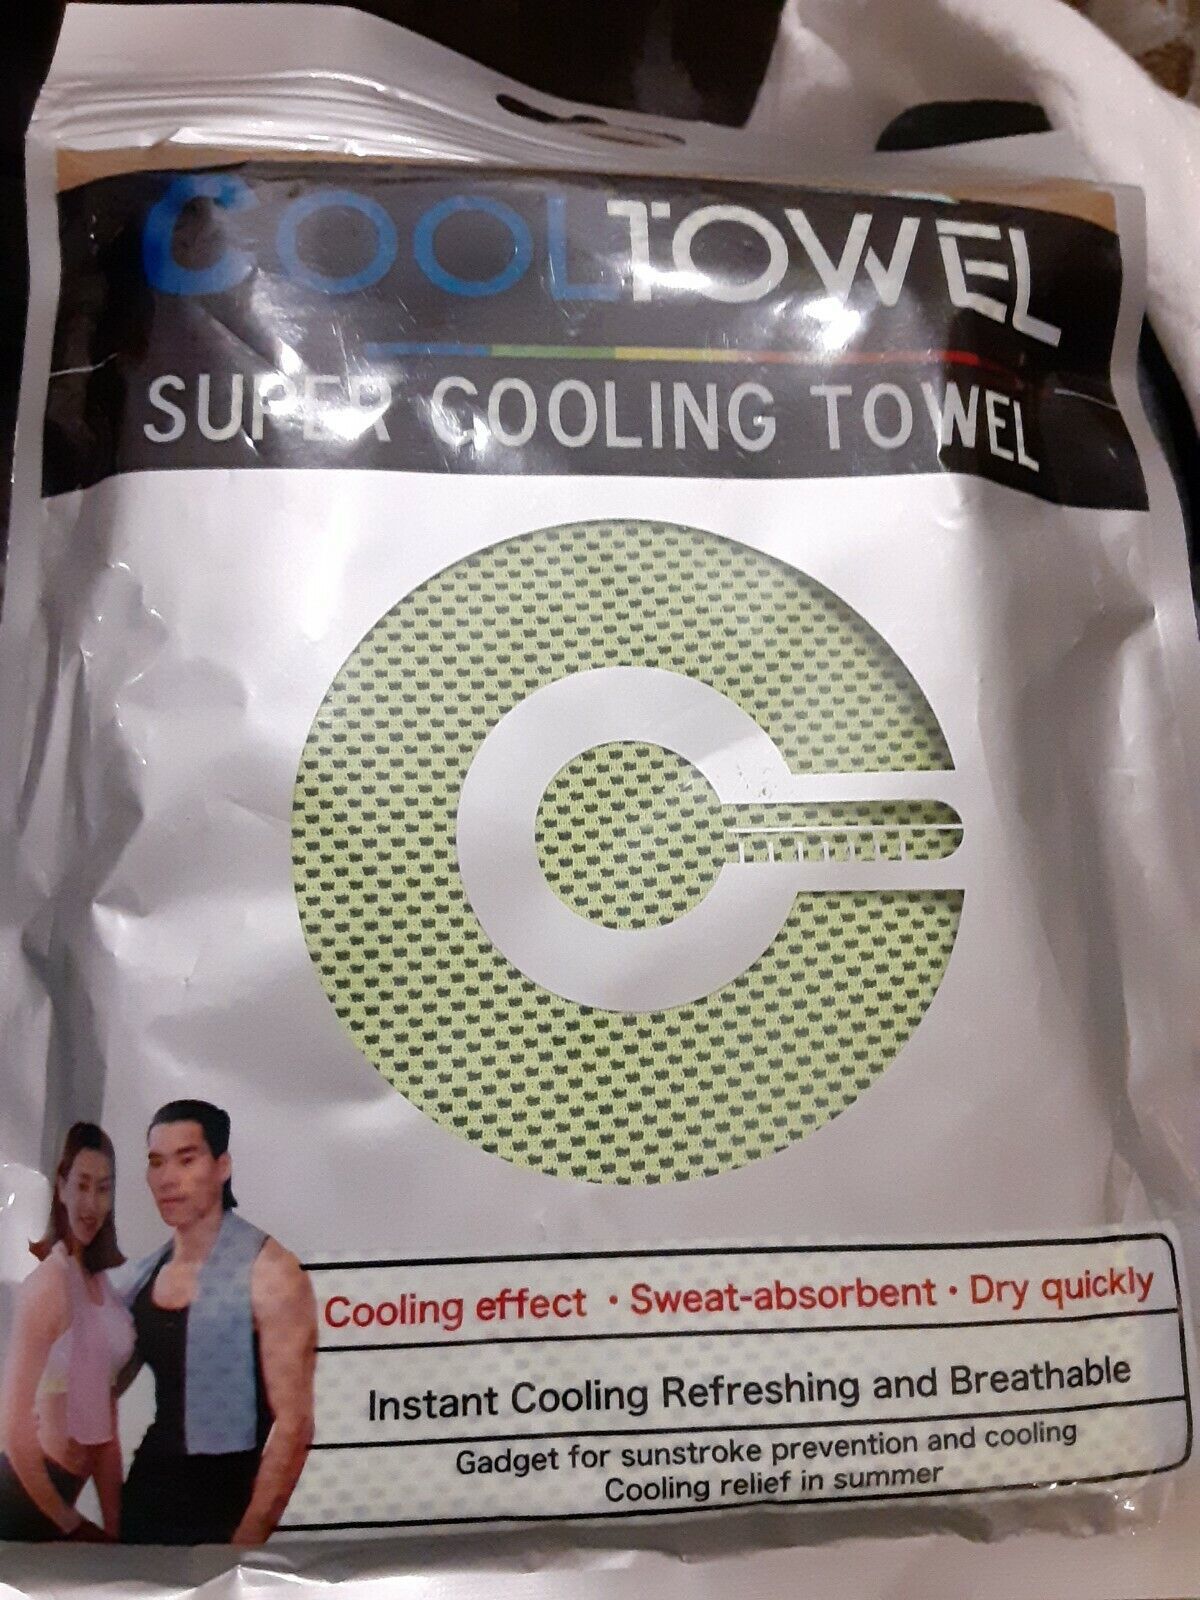 COOLTOWEL
SUPER COOLING TOWEL
Cooling effect · Sweat-absorbent · Dry quickly
Instant Cooling Refreshing and Breathable
Gadget for sunstroke prevention and cooling
Cooling relief in summer